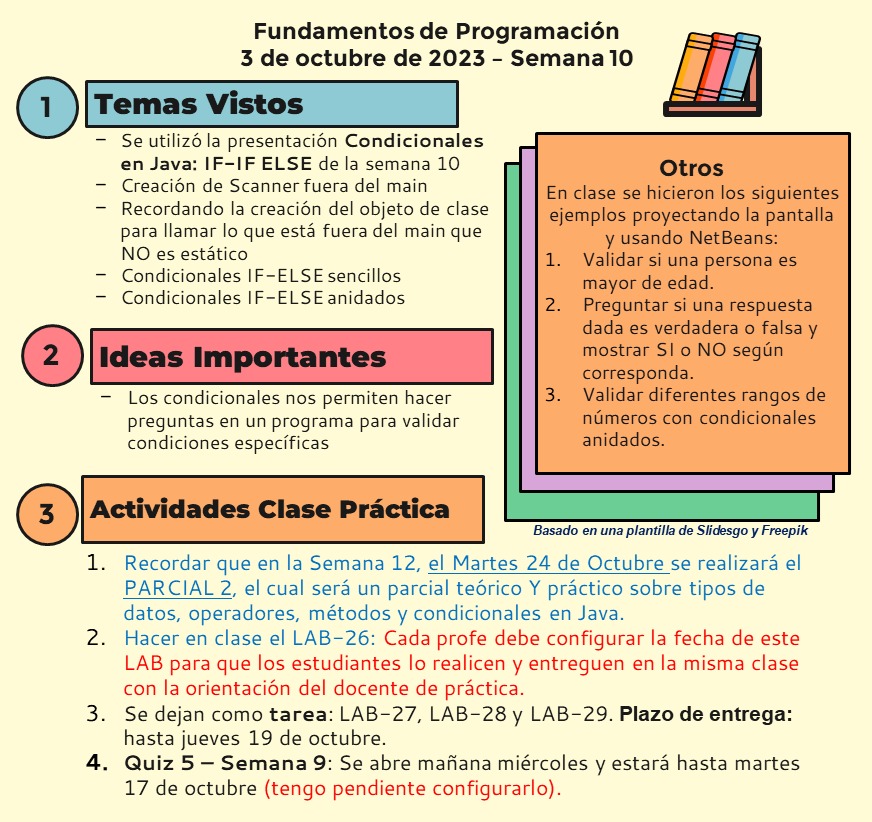 Fundamentos de Programación
3 de octubre de 2023 – Semana 10
1
Temas Vistos
– Se utilizó la presentación Condicionales
en Java: IF-IF ELSE de la semana 10
– Creación de Scanner fuera del main
– Recordando la creación del objeto de clase
para llamar lo que está fuera del main que
NO es estático
– Condicionales IF-ELSE sencillos
– Condicionales IF-ELSE anidados
2
Ideas Importantes
– Los condicionales nos permiten hacer
preguntas en un programa para validar
condiciones específicas
Otros
En clase se hicieron los siguientes
ejemplos proyectando la pantalla
y usando NetBeans:
1. Validar si una persona es
mayor de edad.
2. Preguntar si una respuesta
dada es verdadera o falsa y
mostrar SI o NO según
corresponda.
3. Validar diferentes rangos de
números con condicionales
anidados.
Basado en una plantilla de Slidesgo y Freepik
3
Actividades Clase Práctica
1. Recordar que en la Semana 12, el Martes 24 de Octubre se realizará el
PARCIAL 2, el cual será un parcial teórico Y práctico sobre tipos de
datos, operadores, métodos y condicionales en Java.
2. Hacer en clase el LAB-26: Cada profe debe configurar la fecha de este
LAB para que los estudiantes lo realicen y entreguen en la misma clase
con la orientación del docente de práctica.
3. Se dejan como tarea: LAB-27, LAB-28 y LAB-29. Plazo de entrega:
hasta jueves 19 de octubre.
4. Quiz 5 – Semana 9: Se abre mañana miércoles y estará hasta martes
17 de octubre (tengo pendiente configurarlo).